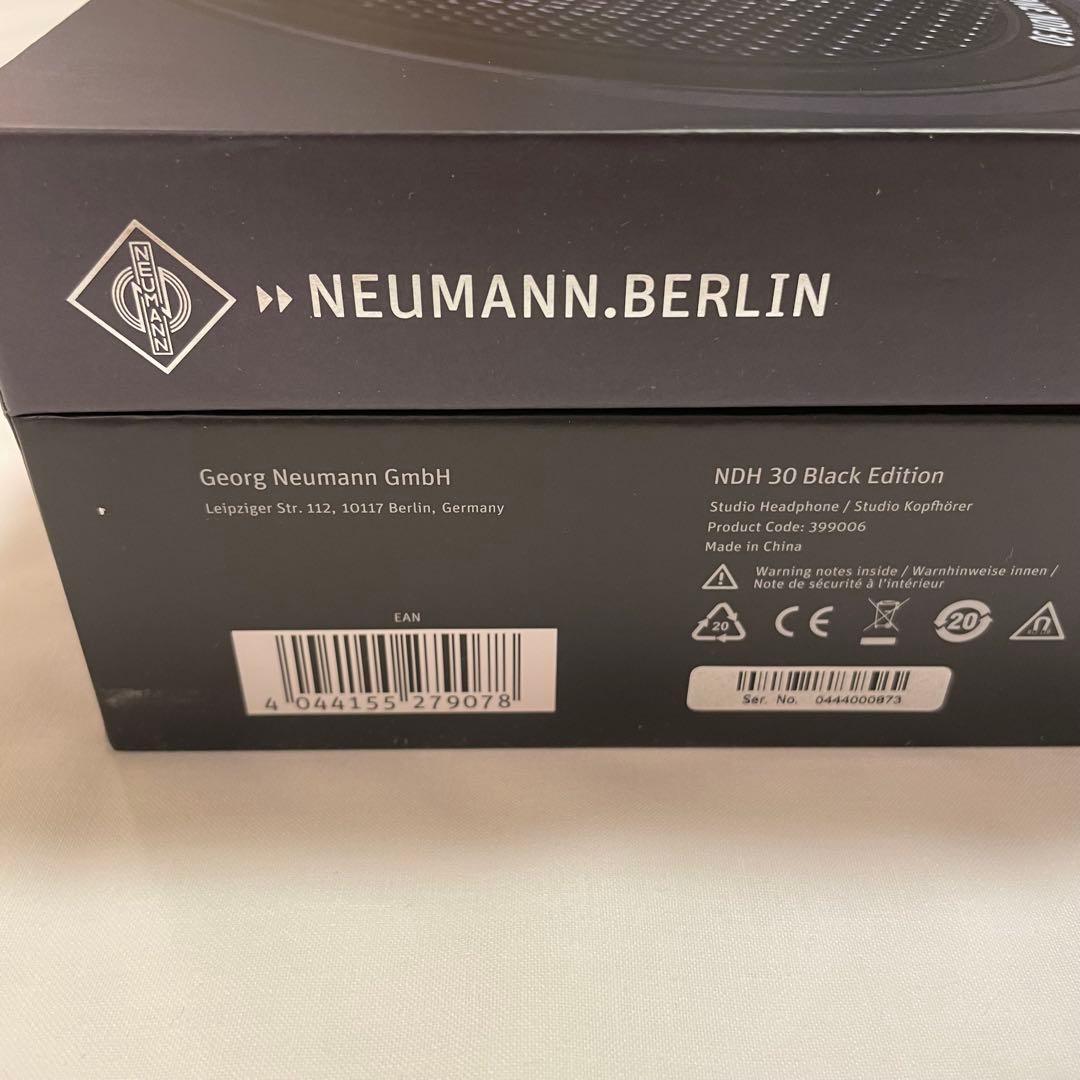 NDH 30
NEUMANN
NEUMANN.BERLIN
Georg Neumann GmbH
Leipziger Str. 112, 10117 Berlin, Germany
NDH 30 Black Edition
Studio Headphone / Studio Kopfhörer
Product Code: 399006
Made in China
Warning notes inside / Warnhinweise innen /
Note de sécurité à l'intérieur
20
CE
20
EAN
4 044155 279078
Ser. No. 0444000873